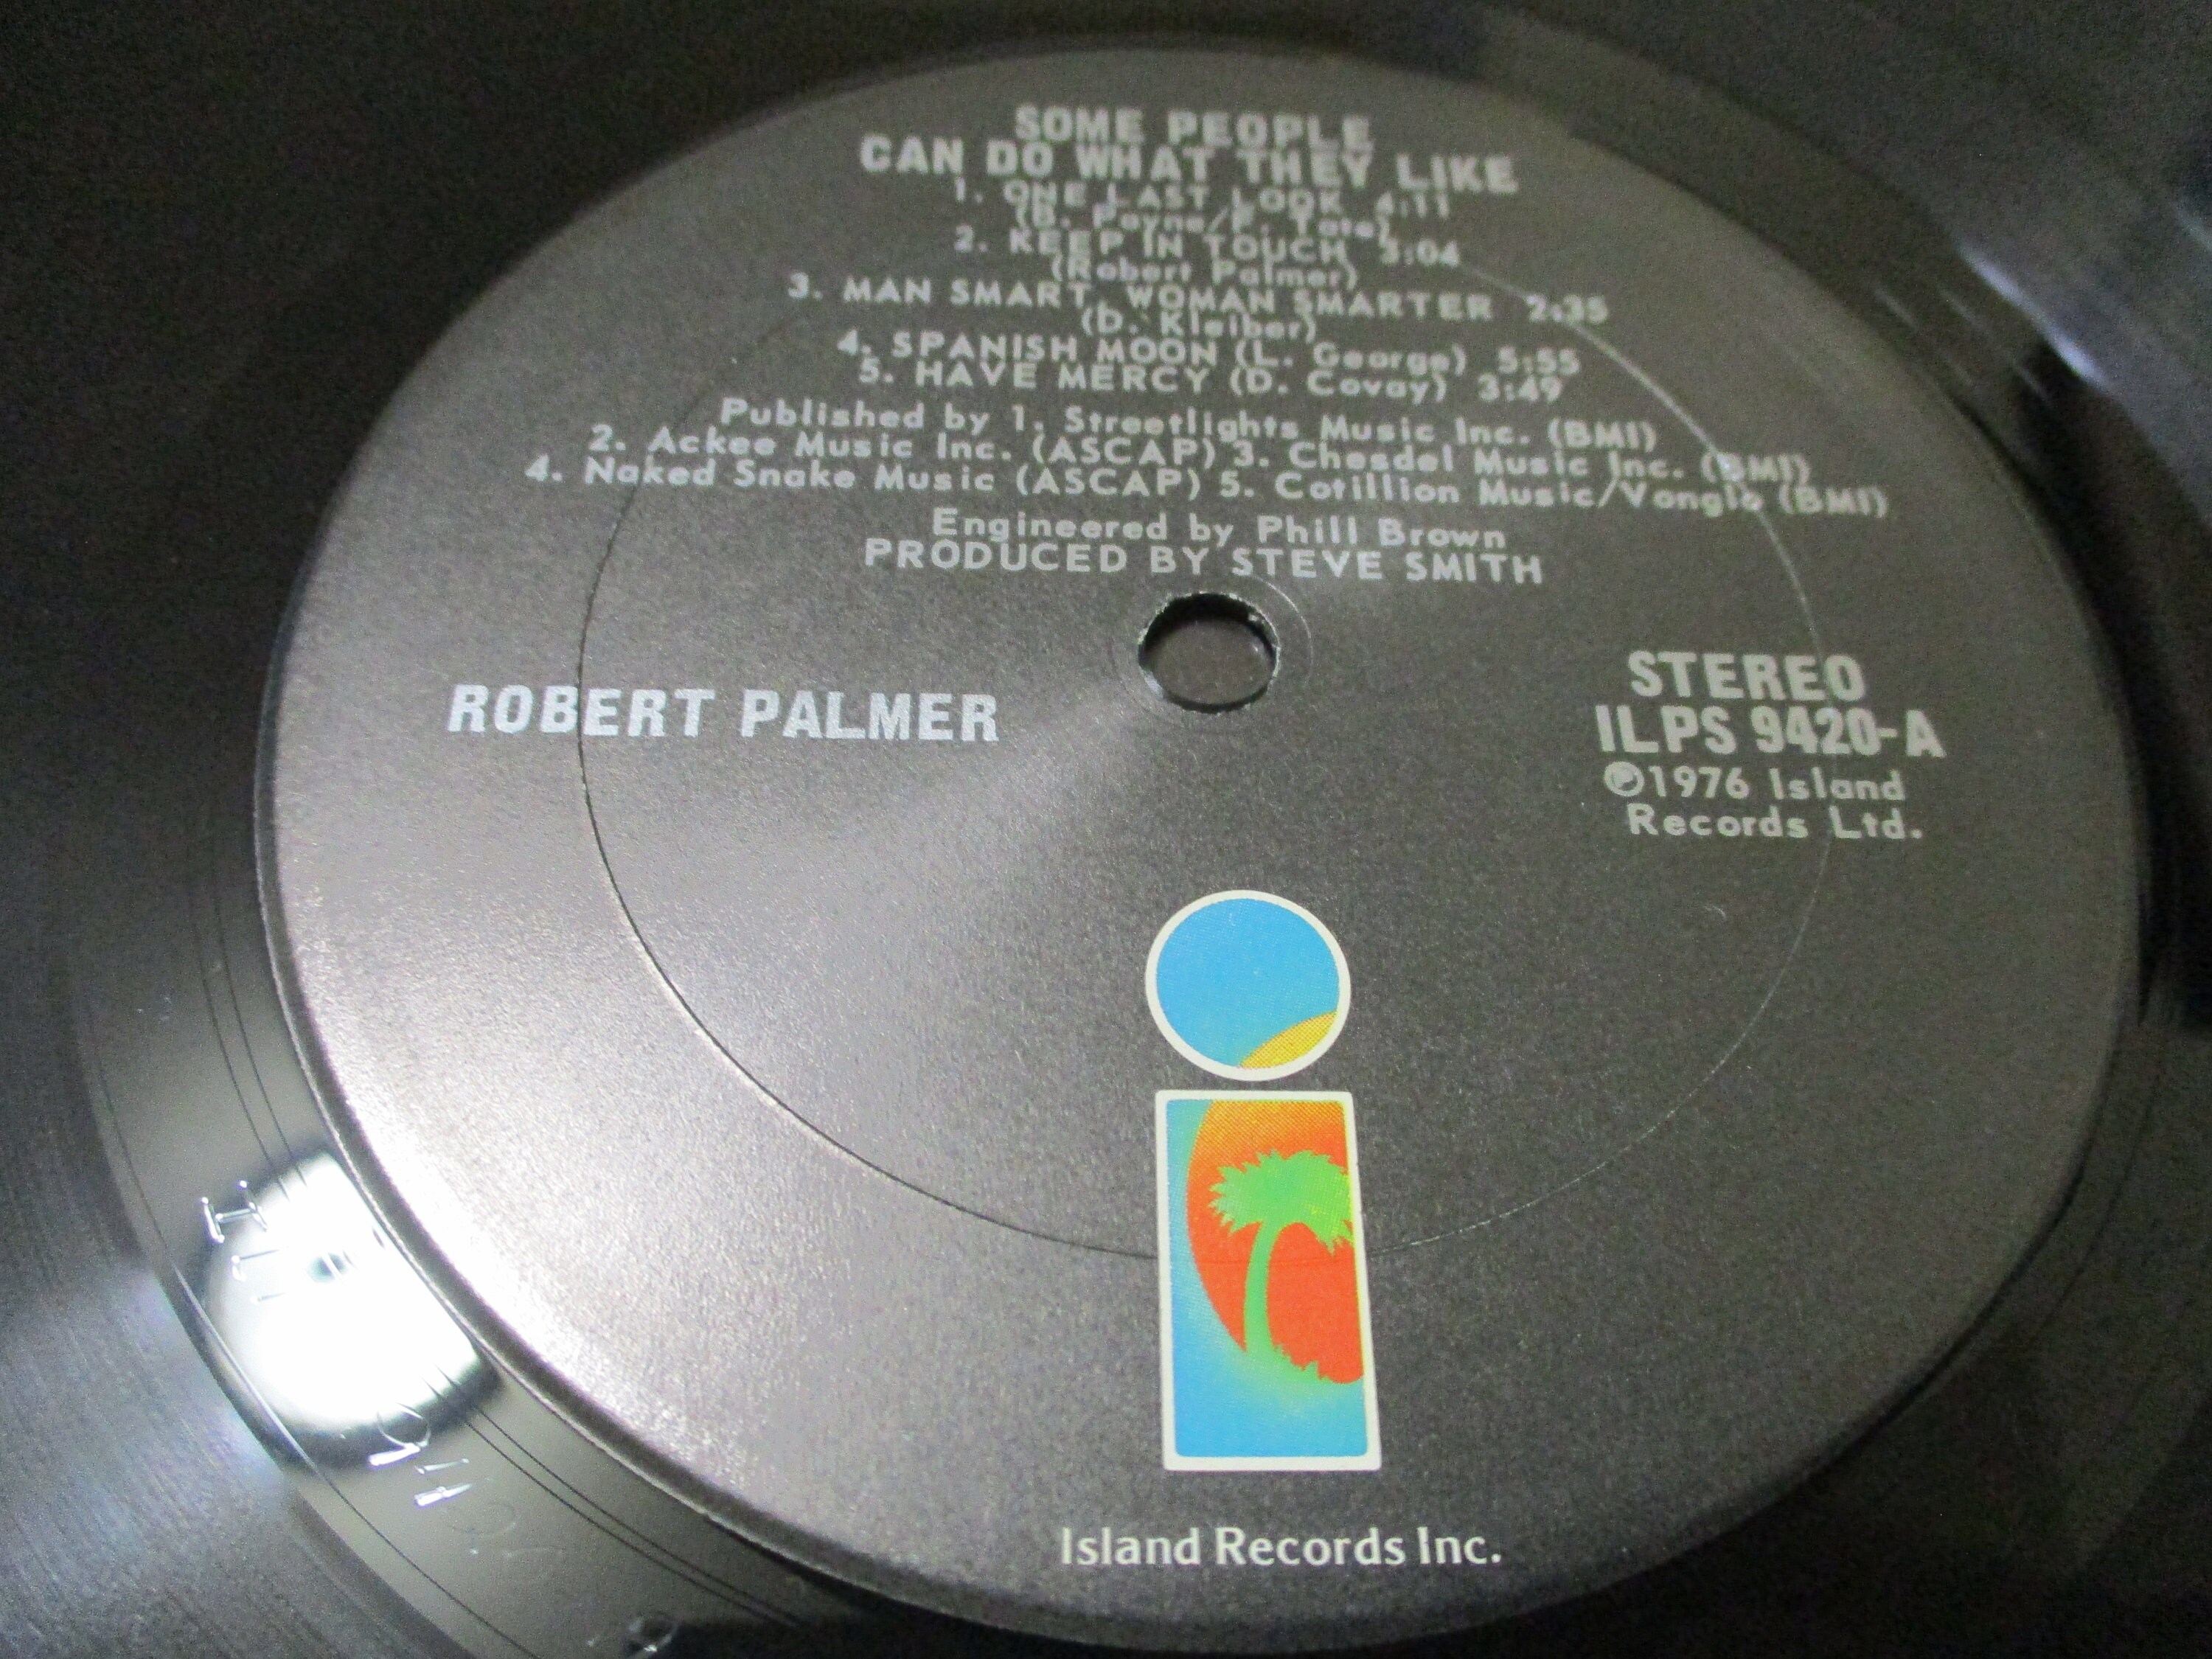 SOME PEOPLE
CAN DO WHAT THEY LIKE
1. ONE LAST LOOK 4:11
(B. Payne/F. Tate)
2. KEEP IN TOUCH 3:04
(Robert Palmer)
3. MAN SMART, WOMAN SMARTER 2:35
(D. Kleiber)
4. SPANISH MOON (L. George) 5:55
5. HAVE MERCY (D. Covay) 3:49
Published by 1. Streetlights Music Inc. (BMI)
2. Ackee Music Inc. (ASCAP) 3. Chesdel Music Inc. (BMI)
4. Naked Snake Music (ASCAP) 5. Cotillion Music/Vanglo (BMI)
Engineered by Phill Brown
PRODUCED BY STEVE SMITH
ROBERT PALMER
STEREO
ILPS 9420-A
℗1976 Island
Records Ltd.
Island Records Inc.